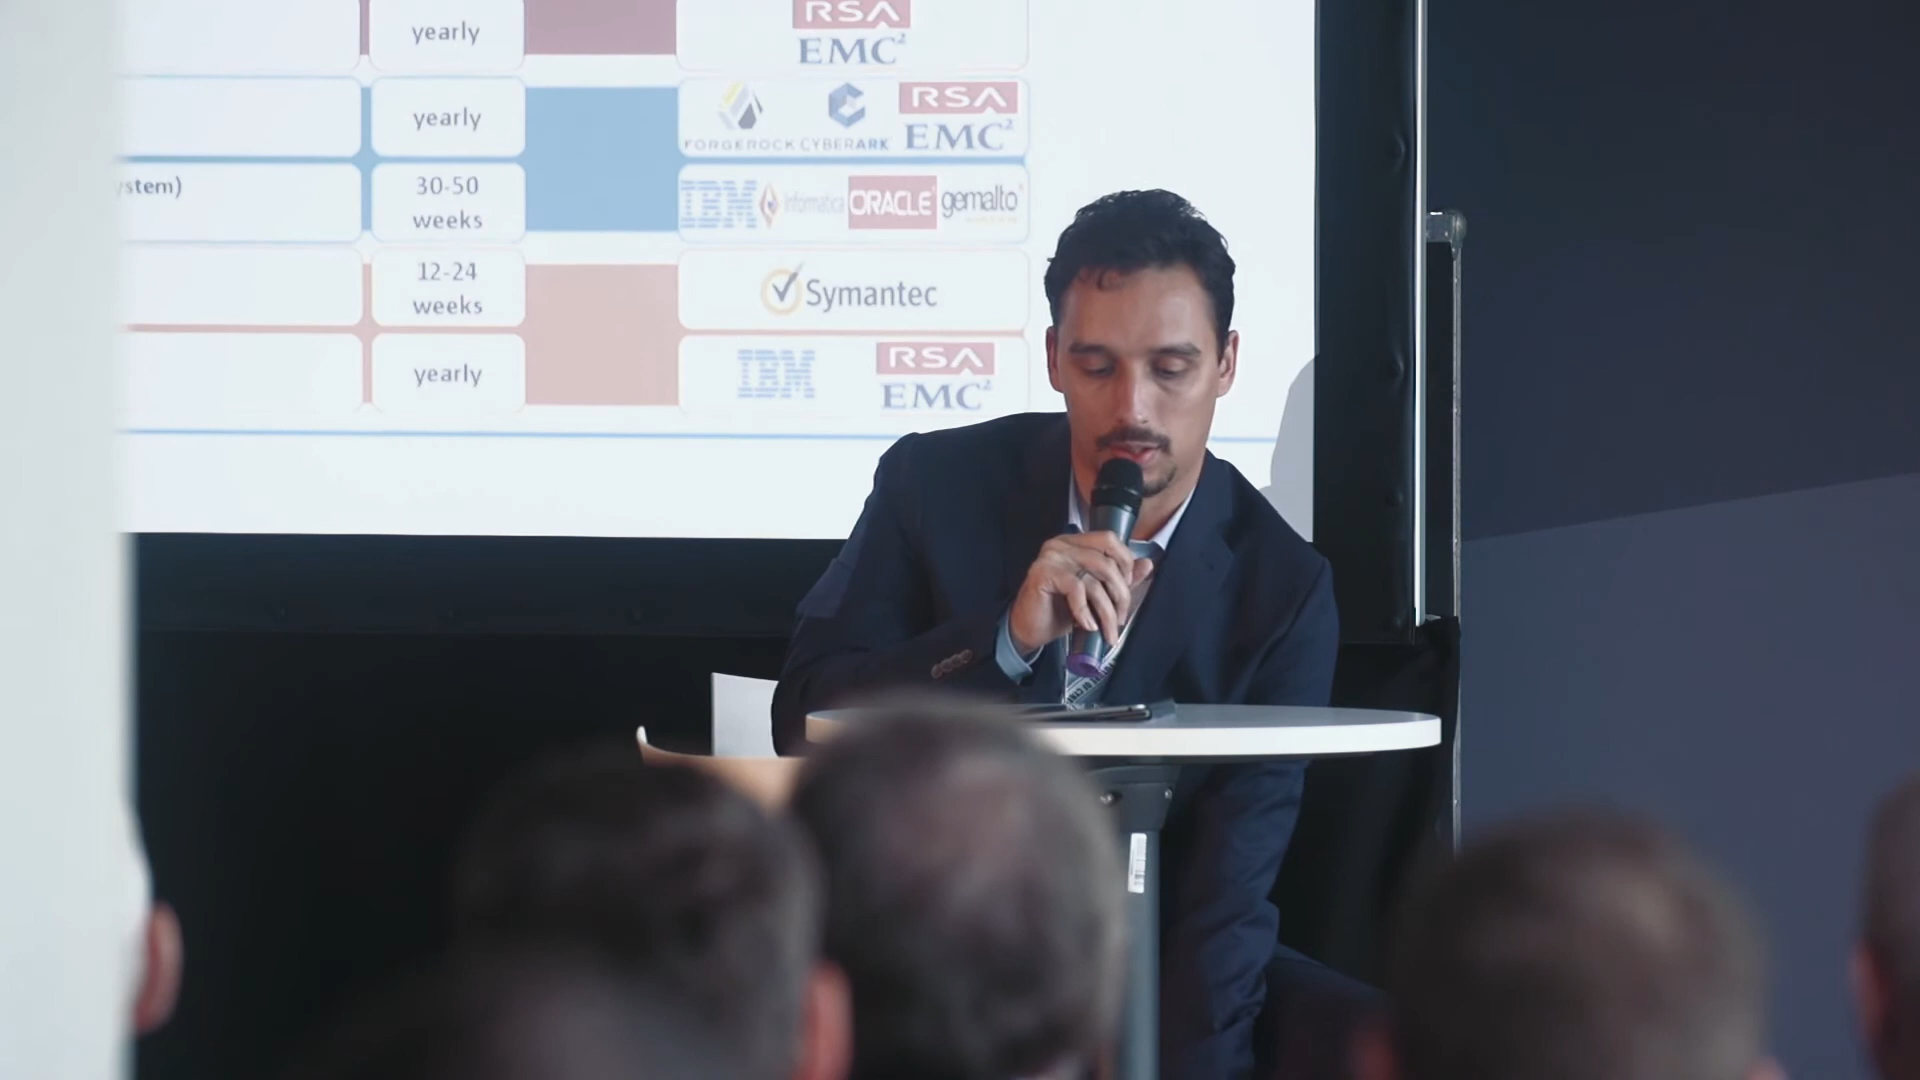 yearly
RSA
EMC²
yearly
FORGEROCK
CYBERARK
RSA
EMC²
ystem)
30-50
weeks
IBM
Informatica
ORACLE
gemalto
12-24
weeks
Symantec
yearly
IBM
RSA
EMC²